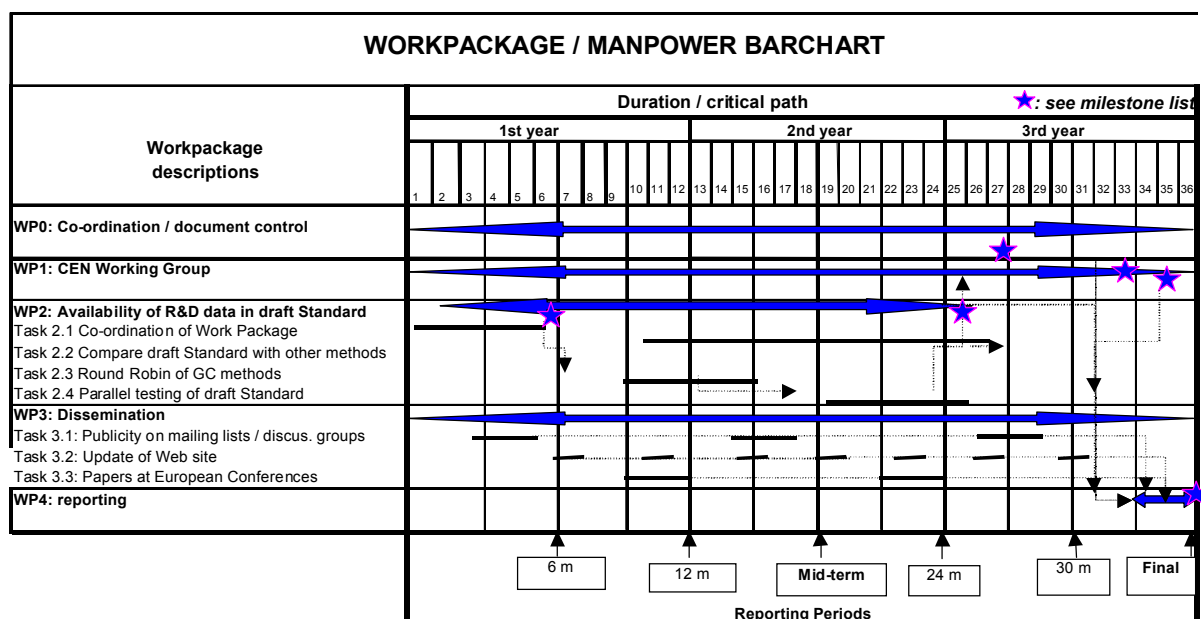 WORKPACKAGE / MANPOWER BARCHART
Duration / critical path : see milestone list
1st year 2nd year 3rd year
Workpackage
descriptions
1 2 3 4 5 6 7 8 9 10 11 12 13 14 15 16 17 18 19 20 21 22 23 24 25 26 27 28 29 30 31 32 33 34 35 36
WP0: Co-ordination / document control
WP1: CEN Working Group
WP2: Availability of R&D data in draft Standard
Task 2.1 Co-ordination of Work Package
Task 2.2 Compare draft Standard with other methods
Task 2.3 Round Robin of GC methods
Task 2.4 Parallel testing of draft Standard
WP3: Dissemination
Task 3.1: Publicity on mailing lists / discus. groups
Task 3.2: Update of Web site
Task 3.3: Papers at European Conferences
WP4: reporting
6 m 12 m Mid-term 24 m 30 m Final
Reporting Periods